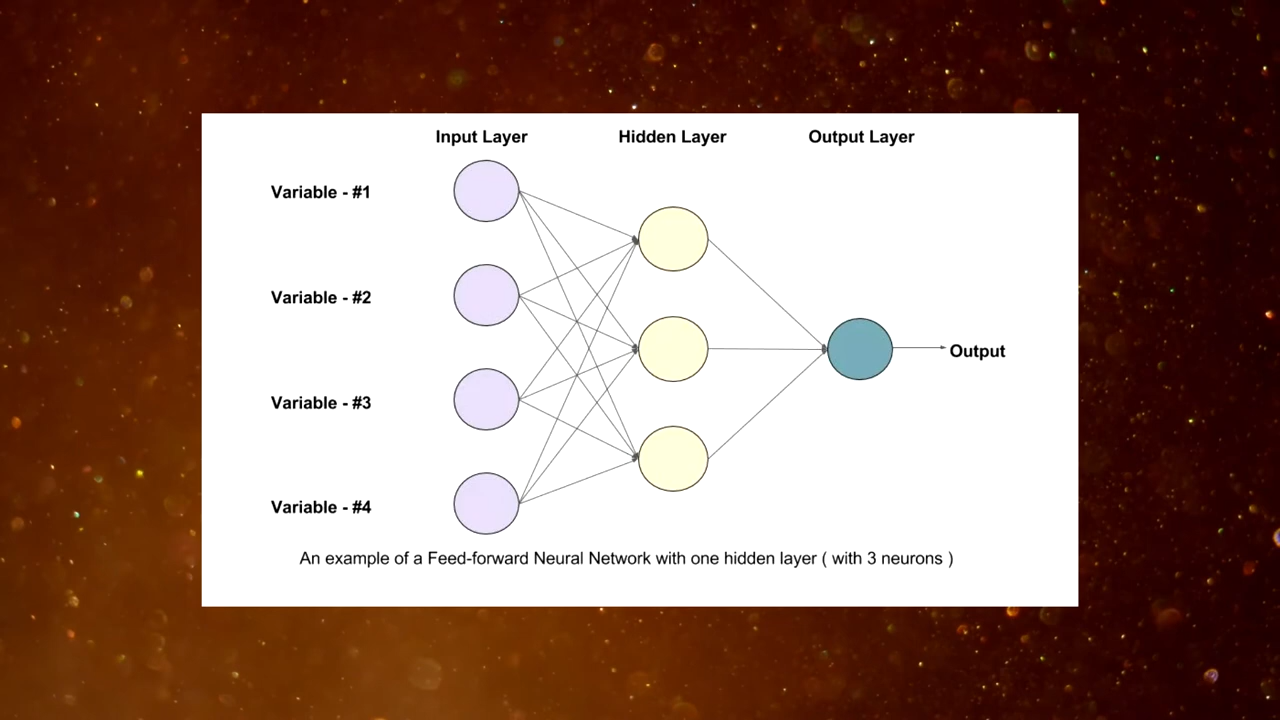 Input Layer Hidden Layer Output Layer
Variable - #1
Variable - #2
Output
Variable - #3
Variable - #4
An example of a Feed-forward Neural Network with one hidden layer ( with 3 neurons )